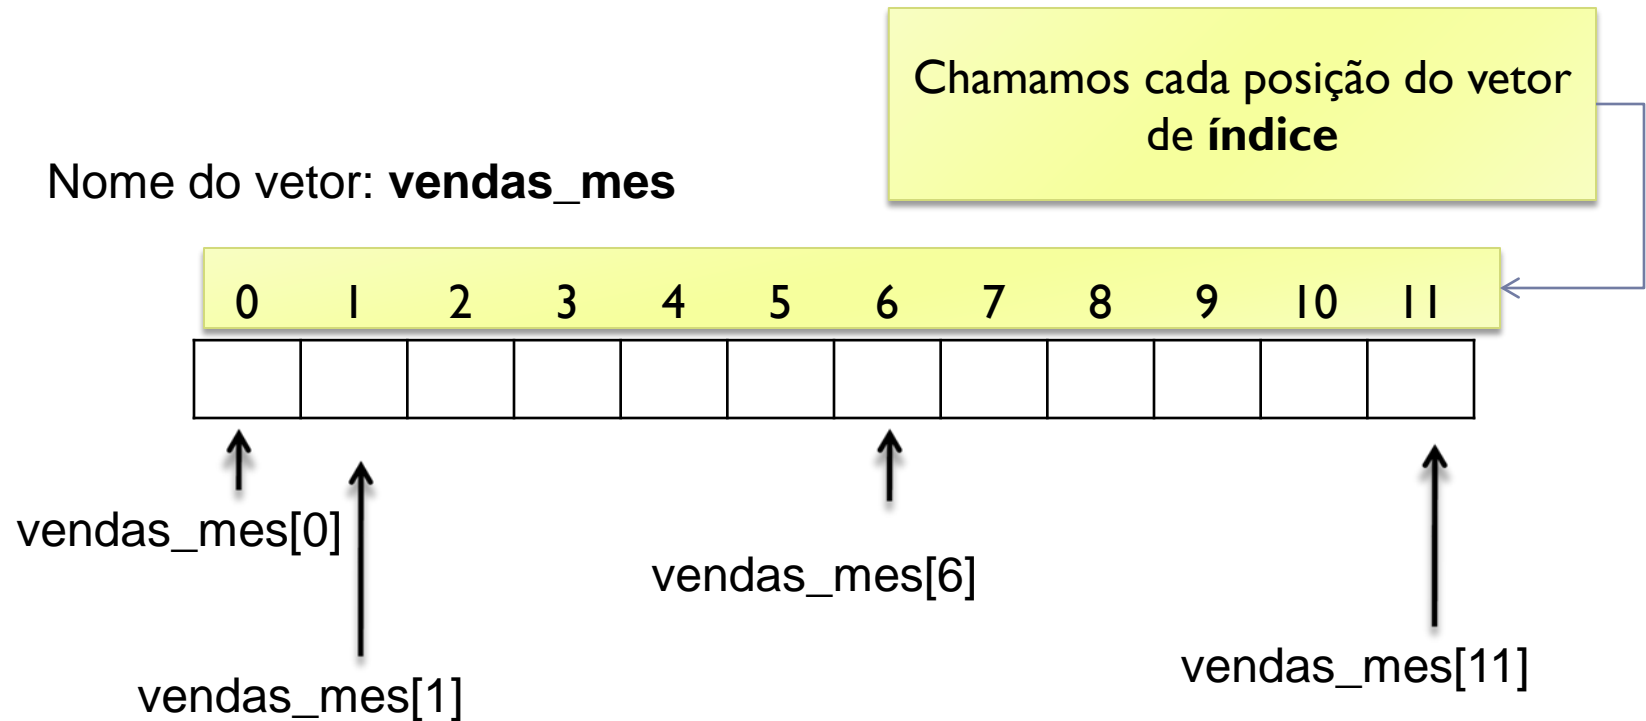 Chamamos cada posição do vetor
de índice
Nome do vetor: vendas_mes
0 1 2 3 4 5 6 7 8 9 10 11
vendas_mes[0]
vendas_mes[6]
vendas_mes[11]
vendas_mes[1]